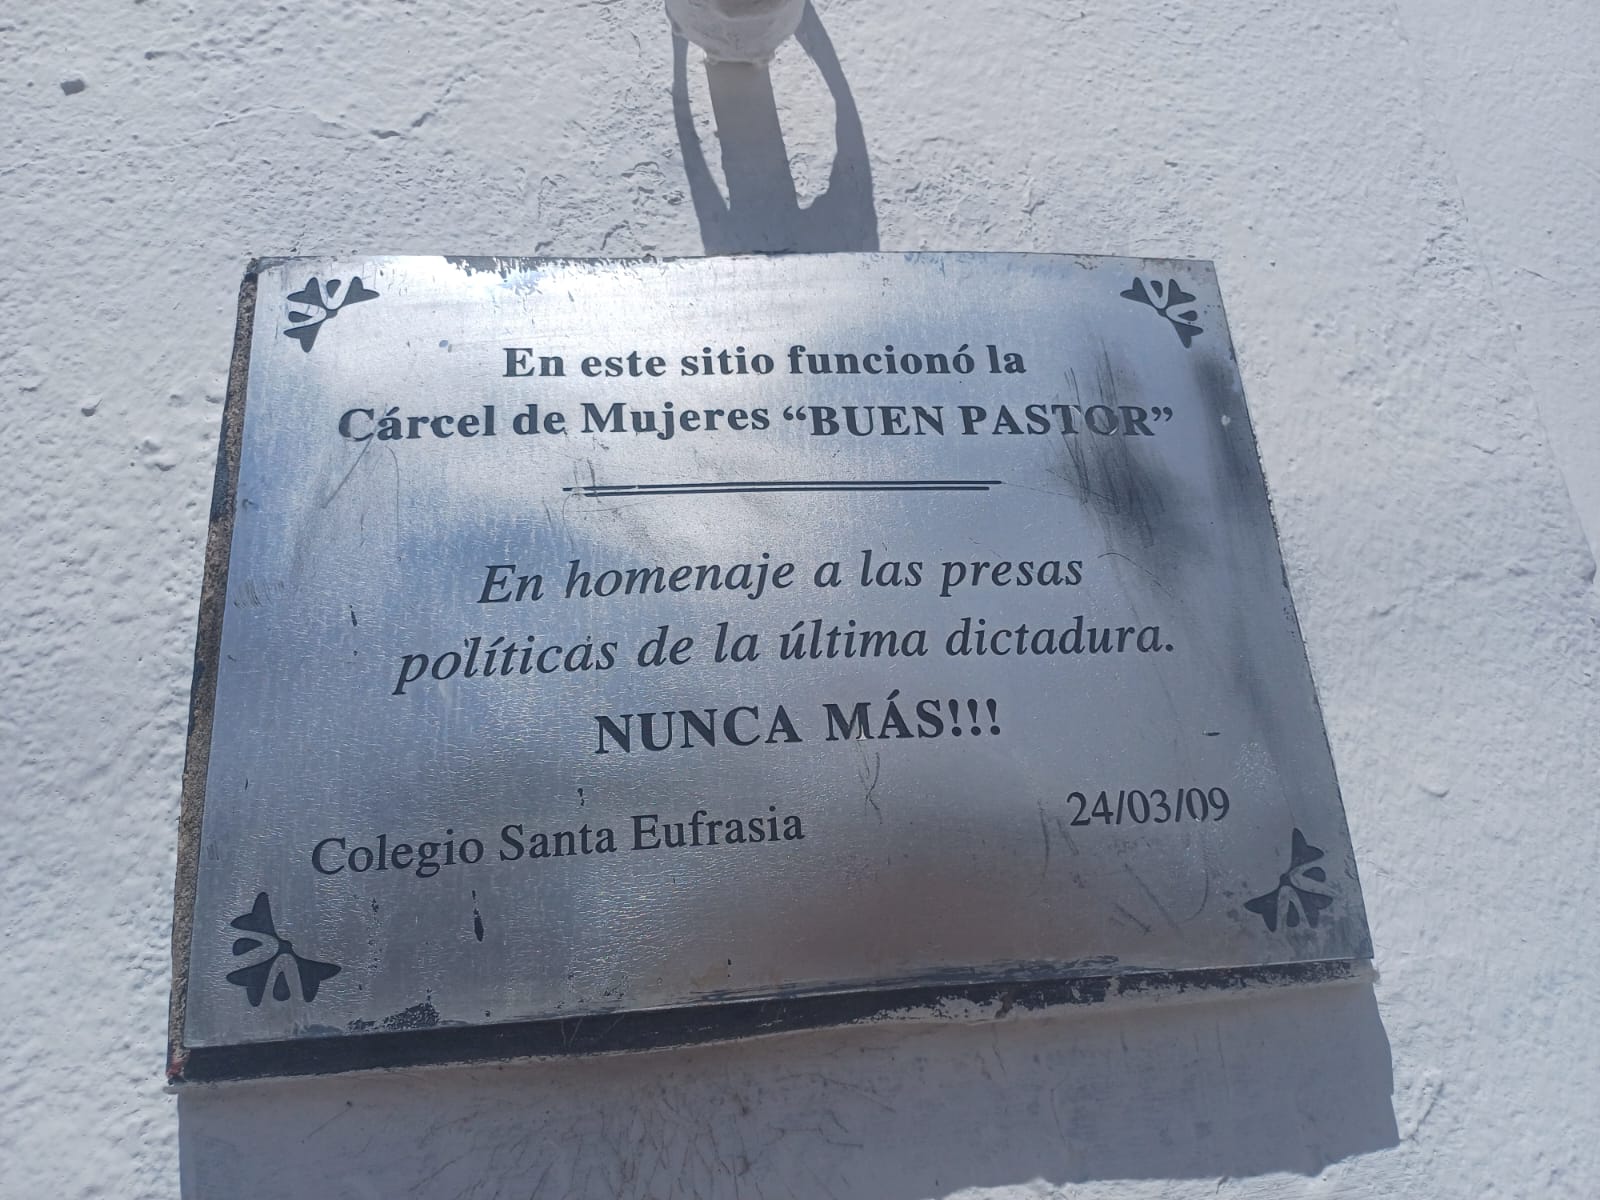 En este sitio funcionó la
Cárcel de Mujeres “BUEN PASTOR”
En homenaje a las presas
políticas de la última dictadura.
NUNCA MÁS!!!
Colegio Santa Eufrasia 24/03/09